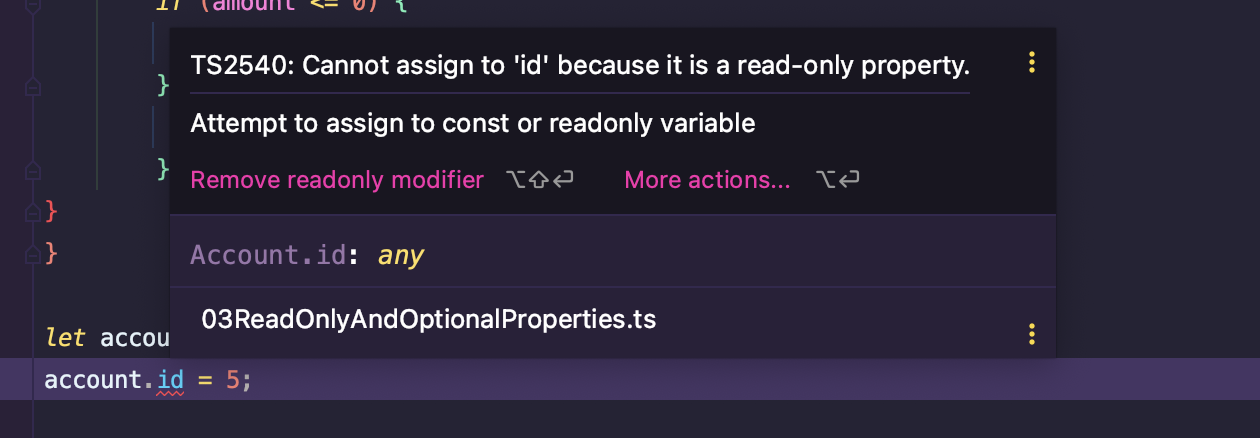 if (amount <= 0) {
TS2540: Cannot assign to 'id' because it is a read-only property.
}
Attempt to assign to const or readonly variable
}
Remove readonly modifier ⌥⇧⏎ More actions... ⌥⏎
}
}
Account.id: any
03ReadOnlyAndOptionalProperties.ts
let accou
account.id = 5;